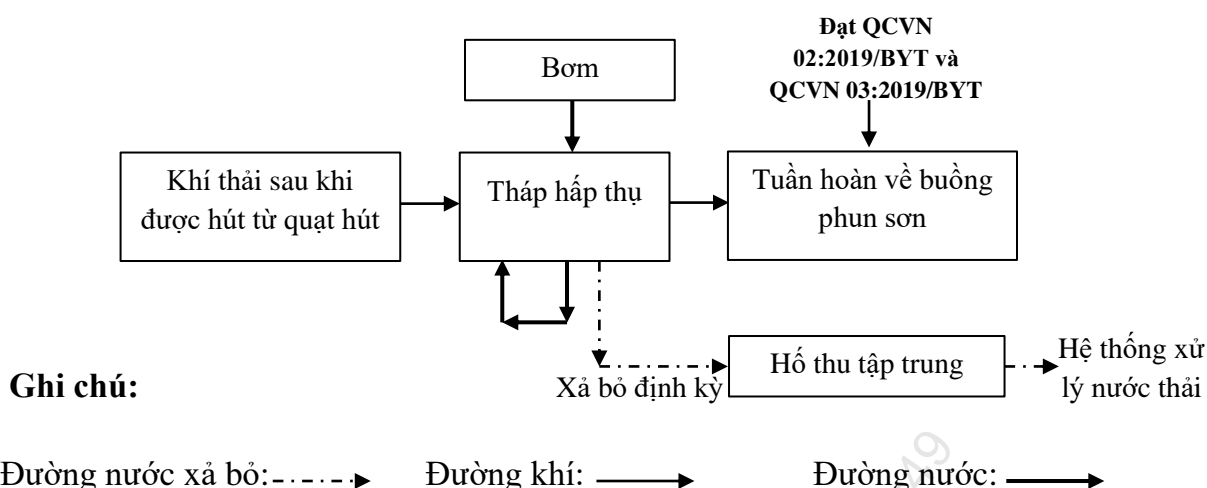 Đạt QCVN
02:2019/BYT và
QCVN 03:2019/BYT
Bơm
Khí thải sau khi
được hút từ quạt hút
Tháp hấp thụ
Tuần hoàn về buồng
phun sơn
Xả bỏ định kỳ
Hố thu tập trung
Hệ thống xử
lý nước thải
Ghi chú:
Đường nước xả bỏ:
Đường khí:
Đường nước:
49